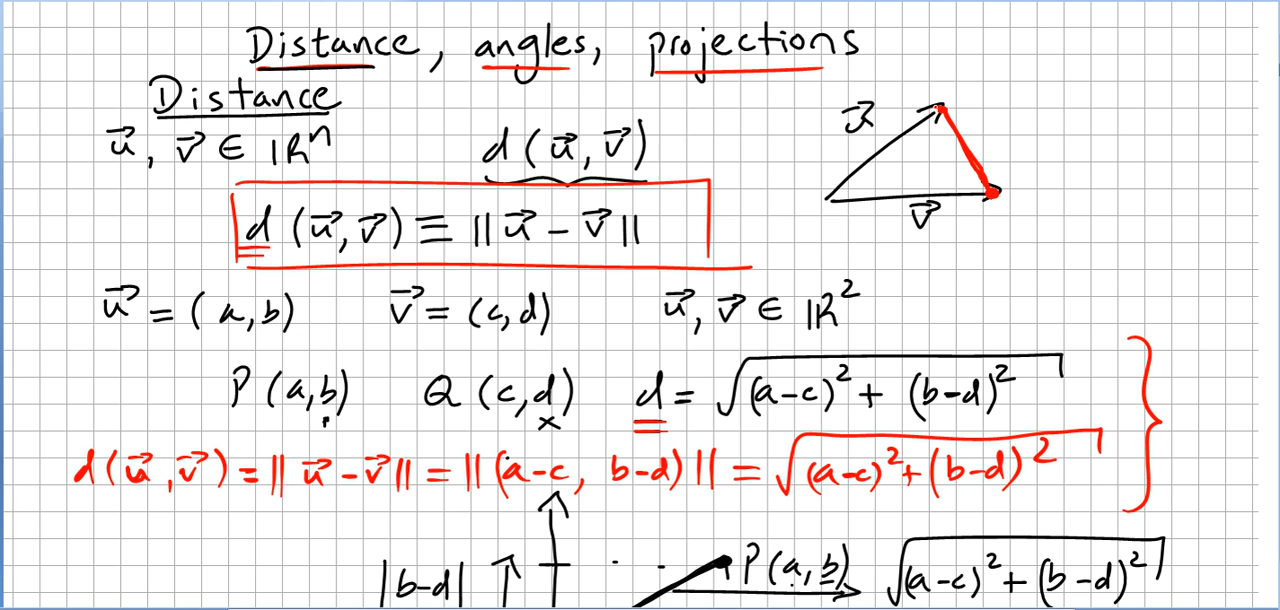 Distance, angles, projections
Distance
u⃗, v⃗ ∈ ℝⁿ d(u⃗, v⃗)
u⃗
v⃗
d(u⃗, v⃗) ≡ ||u⃗ − v⃗||
u⃗ = (a,b) v⃗ = (c,d) u⃗, v⃗ ∈ ℝ²
P(a,b) Q(c,d) d = √((a−c)² + (b−d)²)
d(u⃗,v⃗) = ||u⃗−v⃗|| = ||(a−c, b−d)|| = √((a−c)²+(b−d)²)
|b−d| P(a,b) √((a−c)²+(b−d)²)